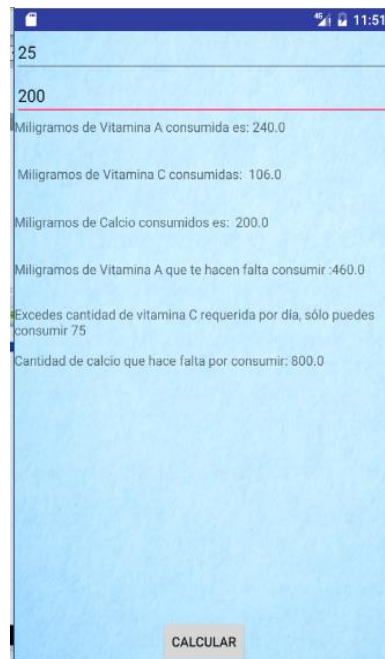 11:51
25
200
Miligramos de Vitamina A consumida es: 240.0
Miligramos de Vitamina C consumidas: 106.0
Miligramos de Calcio consumidos es: 200.0
Miligramos de Vitamina A que te hacen falta consumir :460.0
Excedes cantidad de vitamina C requerida por día, sólo puedes
consumir 75
Cantidad de calcio que hace falta por consumir: 800.0
CALCULAR